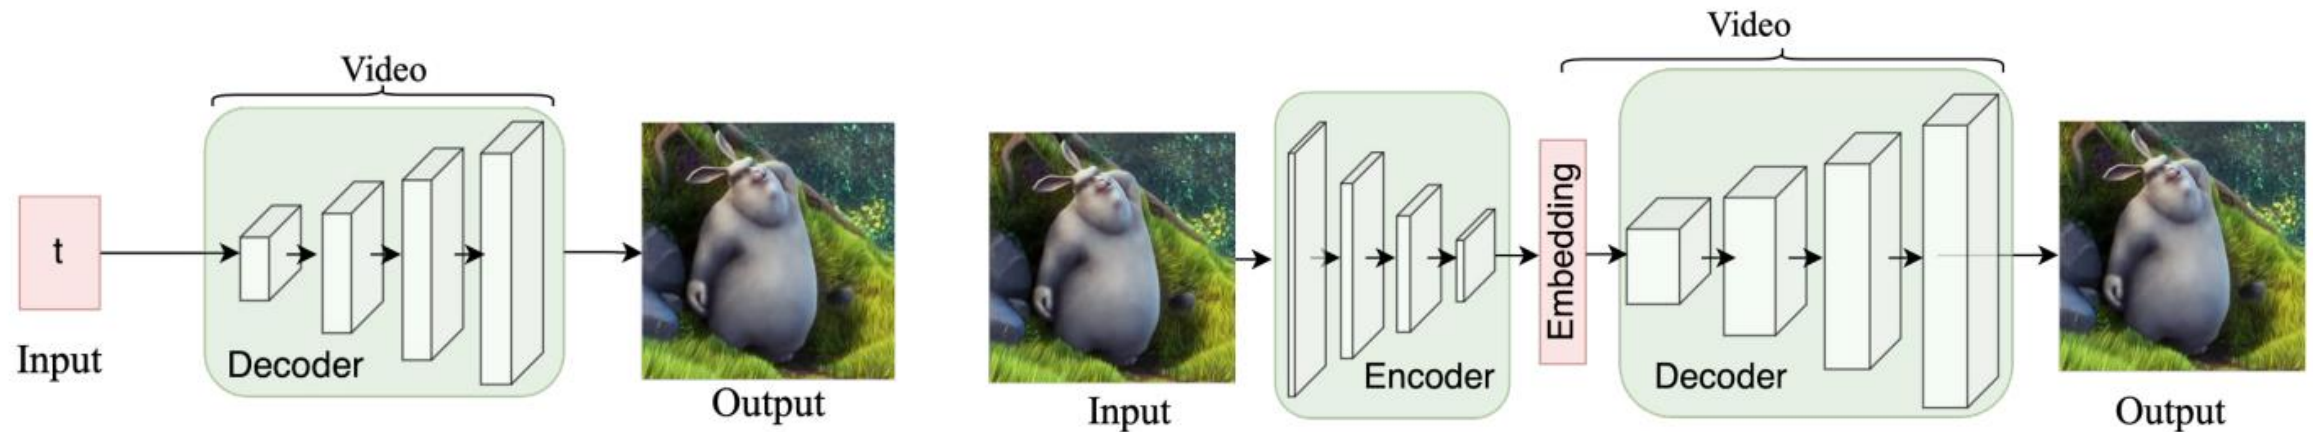 Video
t
Input
Decoder
Output
Input
Encoder
Embedding
Video
Decoder
Output